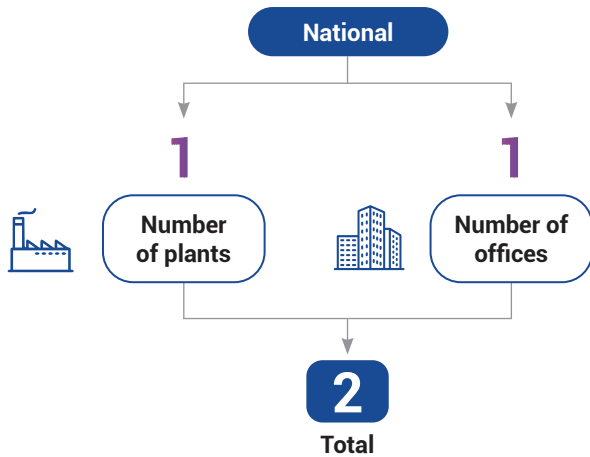 National
1
Number
of plants
1
Number of
offices
2
Total